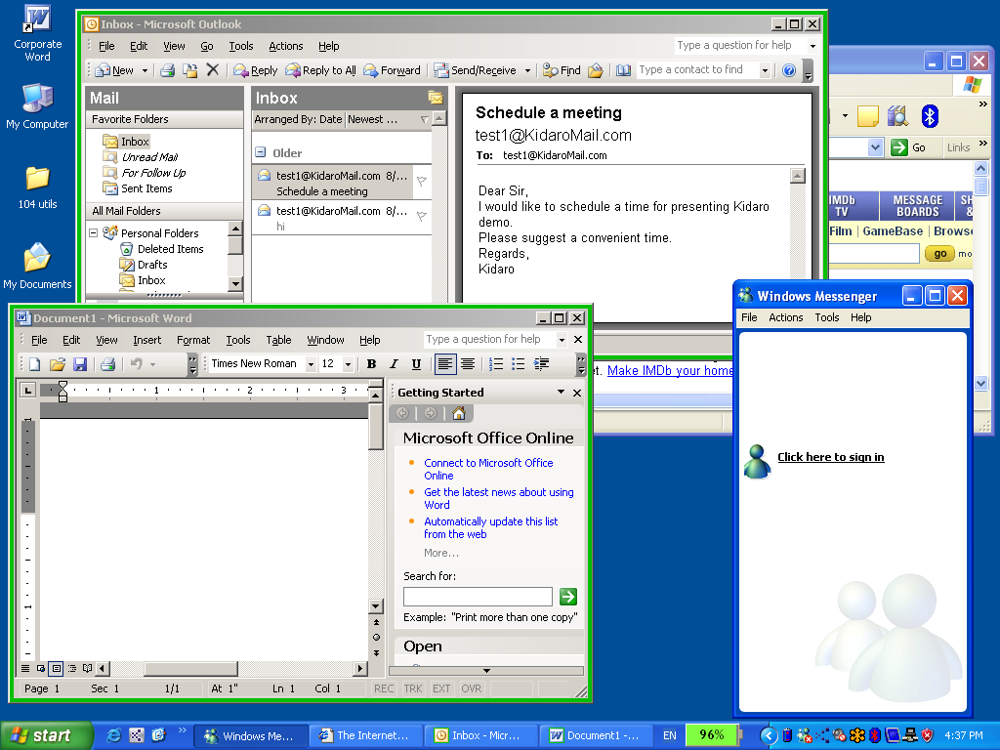 Corporate
Word
My Computer
104 utils
My Documents
Inbox - Microsoft Outlook
File Edit View Go Tools Actions Help
Type a question for help
New Reply Reply to All Forward Send/Receive Find Type a contact to find
Mail
Favorite Folders
Inbox
Unread Mail
For Follow Up
Sent Items
All Mail Folders
Personal Folders
Deleted Items
Drafts
Inbox
Inbox
Arranged By: Date Newest ...
Older
test1@KidaroMail.com 8/...
Schedule a meeting
test1@KidaroMail.com 8/...
hi
Schedule a meeting
test1@KidaroMail.com
To: test1@KidaroMail.com
Dear Sir,
I would like to schedule a time for presenting Kidaro
demo.
Please suggest a convenient time.
Regards,
Kidaro
Go Links
IMDb
TV
MESSAGE
BOARDS
Film | GameBase | Browse
go
et. Make IMDb your home
Document1 - Microsoft Word
File Edit View Insert Format Tools Table Window Help
Type a question for help
Times New Roman 12 B I U
L 1 2 3
Getting Started
Microsoft Office Online
Connect to Microsoft Office
Online
Get the latest news about using
Word
Automatically update this list
from the web
More...
Search for:
Example: "Print more than one copy"
Open
Page 1 Sec 1 1/1 At 1" Ln 1 Col 1 REC TRK EXT OVR
Windows Messenger
File Actions Tools Help
Click here to sign in
start
Windows Me...
The Internet...
Inbox - Micr...
Document1 - ...
EN
96%
4:37 PM